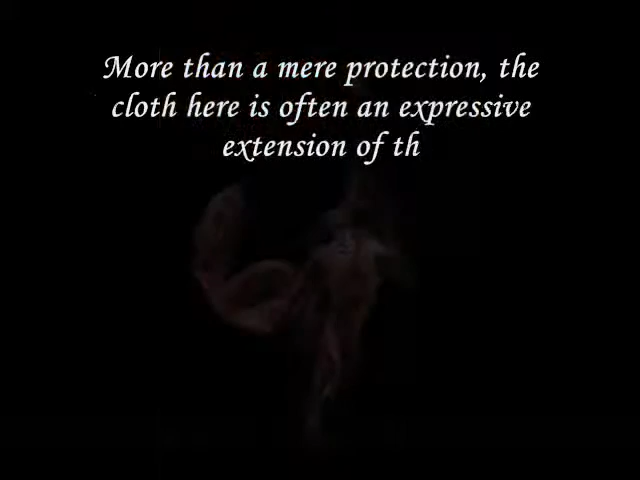 More than a mere protection, the
cloth here is often an expressive
extension of th